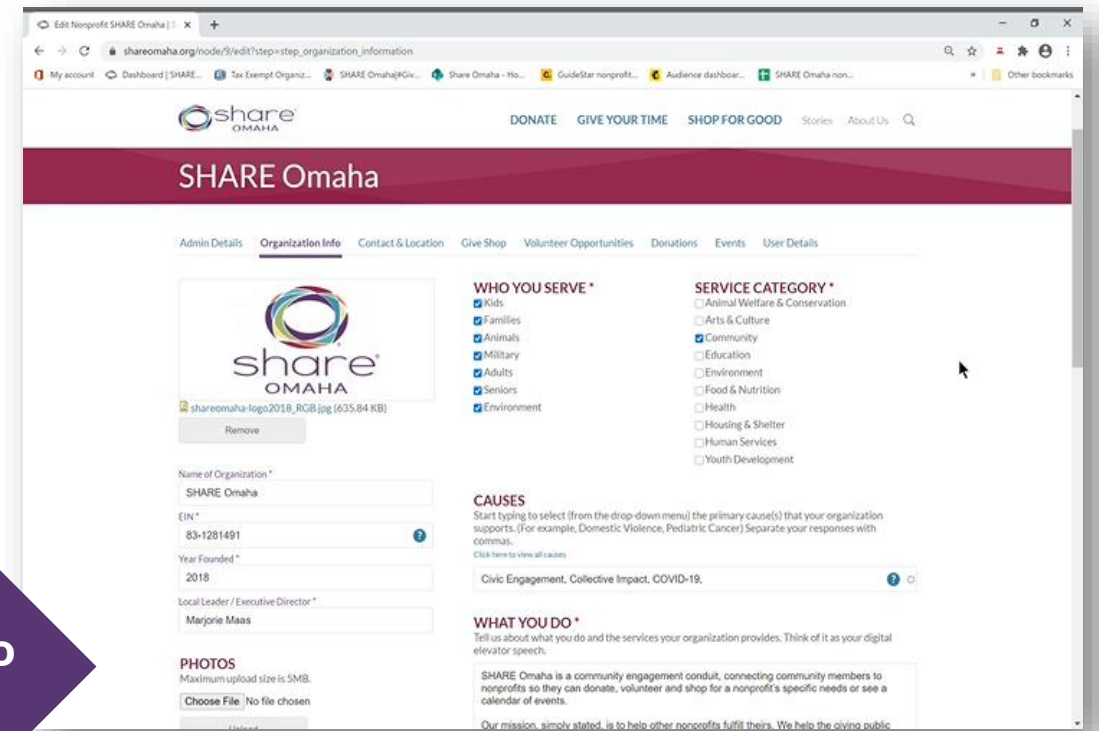 Edit Nonprofit SHARE Omaha | S
shareomaha.org/node/9/edit?step=step_organization_information
My account Dashboard | SHARE... Tax Exempt Organiz... SHARE Omaha|#Giv... Share Omaha - Ho... GuideStar nonprofit... Audience dashboar... SHARE Omaha non... » Other bookmarks
share OMAHA
DONATE GIVE YOUR TIME SHOP FOR GOOD Stories About Us
SHARE Omaha
Admin Details Organization Info Contact & Location Give Shop Volunteer Opportunities Donations Events User Details
share
OMAHA
shareomaha-logo2018_RGB.jpg (635.84 KB)
Remove
Name of Organization *
SHARE Omaha
EIN *
83-1281491
Year Founded *
2018
Local Leader / Executive Director *
Marjorie Maas
PHOTOS
Maximum upload size is 5MB.
Choose File No file chosen
Upload
WHO YOU SERVE *
Kids
Families
Animals
Military
Adults
Seniors
Environment
SERVICE CATEGORY *
Animal Welfare & Conservation
Arts & Culture
Community
Education
Environment
Food & Nutrition
Health
Housing & Shelter
Human Services
Youth Development
CAUSES
Start typing to select (from the drop-down menu) the primary cause(s) that your organization
supports. (For example, Domestic Violence, Pediatric Cancer) Separate your responses with
commas.
Click here to view all causes
Civic Engagement, Collective Impact, COVID-19,
WHAT YOU DO *
Tell us about what you do and the services your organization provides. Think of it as your digital
elevator speech.
SHARE Omaha is a community engagement conduit, connecting community members to
nonprofits so they can donate, volunteer and shop for a nonprofit's specific needs or see a
calendar of events.
Our mission, simply stated, is to help other nonprofits fulfill theirs. We help the giving public